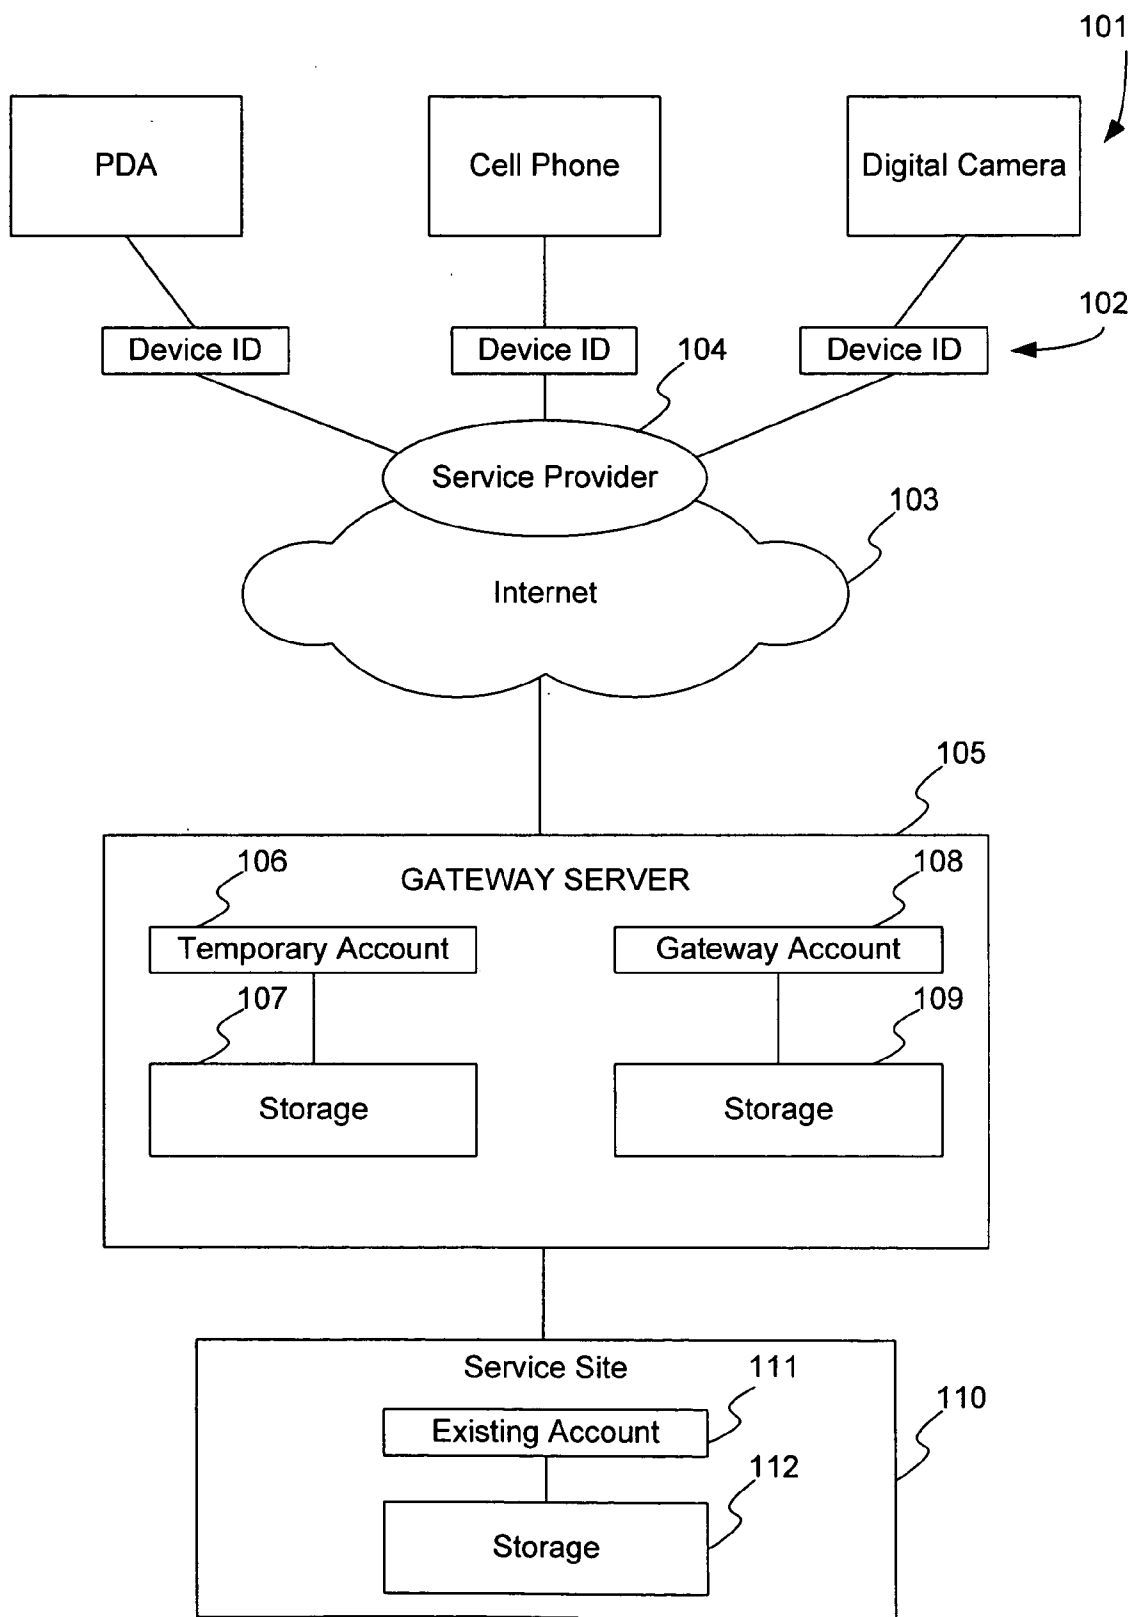 101
PDA
Cell Phone
Digital Camera
102
Device ID
Device ID
Device ID
104
Service Provider
103
Internet
105
106
GATEWAY SERVER
108
Temporary Account
Gateway Account
107
109
Storage
Storage
Service Site
111
110
Existing Account
112
Storage